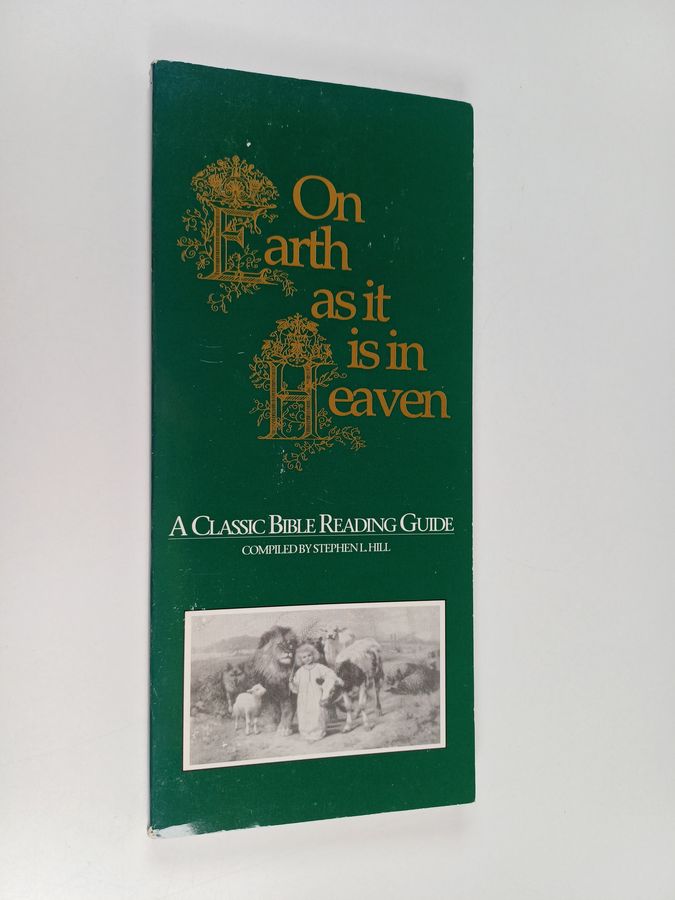 On
Earth
as it
is in
Heaven
A CLASSIC BIBLE READING GUIDE
COMPILED BY STEPHEN L. HILL